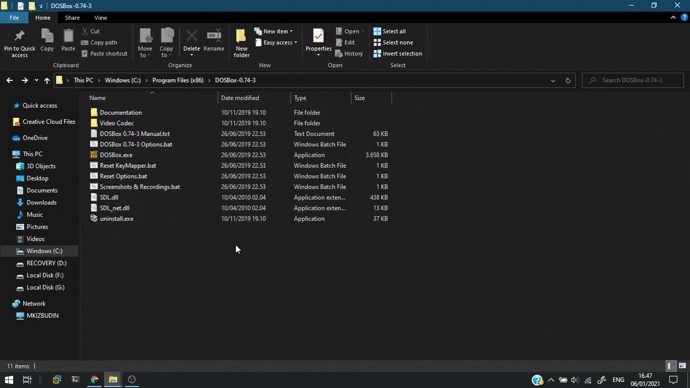 DOSBox-0.74-3
File Home Share View
Pin to Quick access
Copy
Paste
Cut
Copy path
Paste shortcut
Clipboard
Move to
Copy to
Delete
Rename
Organize
New folder
New item
Easy access
New
Properties
Open
Edit
History
Open
Select all
Select none
Invert selection
Select
This PC > Windows (C:) > Program Files (x86) > DOSBox-0.74-3
Search DOSBox-0.74-3
Name Date modified Type Size
Quick access
Creative Cloud Files
OneDrive
This PC
3D Objects
Desktop
Documents
Downloads
Music
Pictures
Videos
Windows (C:)
RECOVERY (D:)
Local Disk (F:)
Local Disk (G:)
Network
MKIZBUDIN
Documentation 10/11/2019 19.10 File folder
Video Codec 10/11/2019 19.10 File folder
DOSBox 0.74-3 Manual.txt 26/06/2019 22.53 Text Document 63 KB
DOSBox 0.74-3 Options.bat 26/06/2019 22.53 Windows Batch File 1 KB
DOSBox.exe 26/06/2019 22.53 Application 3.658 KB
Reset KeyMapper.bat 26/06/2019 22.53 Windows Batch File 1 KB
Reset Options.bat 26/06/2019 22.53 Windows Batch File 1 KB
Screenshots & Recordings.bat 26/06/2019 22.53 Windows Batch File 1 KB
SDL.dll 10/04/2010 02.04 Application exten... 438 KB
SDL_net.dll 10/04/2010 02.04 Application exten... 13 KB
uninstall.exe 10/11/2019 19.10 Application 37 KB
11 items
ENG
16.47
06/01/2021